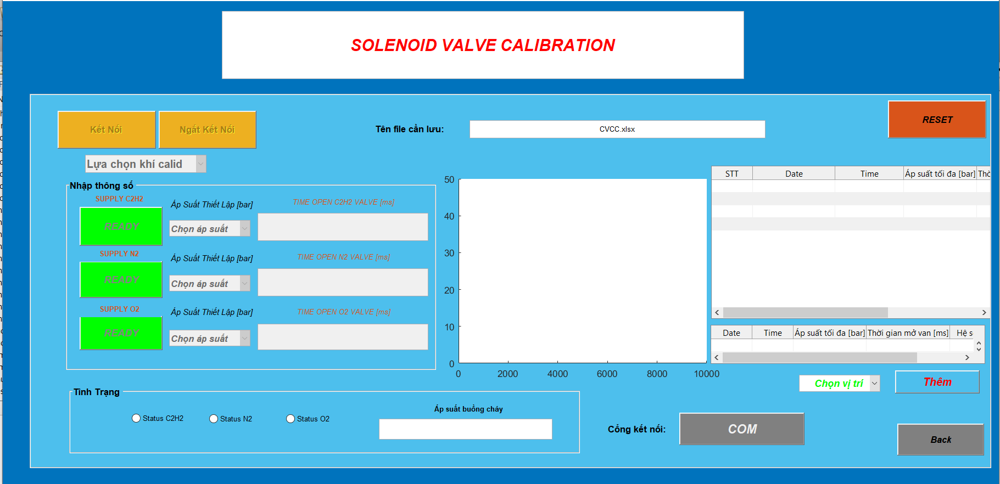 SOLENOID VALVE CALIBRATION
Kết Nối
Ngắt Kết Nối
Tên file cần lưu:
CVCC.xlsx
RESET
Lựa chọn khí calid
Nhập thông số
SUPPLY C2H2
READY
Áp Suất Thiết Lập [bar]
Chọn áp suất
TIME OPEN C2H2 VALVE [ms]
SUPPLY N2
READY
Áp Suất Thiết Lập [bar]
Chọn áp suất
TIME OPEN N2 VALVE [ms]
SUPPLY O2
READY
Áp Suất Thiết Lập [bar]
Chọn áp suất
TIME OPEN O2 VALVE [ms]
50
40
30
20
10
0
0 2000 4000 6000 8000 10000
STT Date Time Áp suất tối đa [bar] Thờ
Date Time Áp suất tối đa [bar] Thời gian mở van [ms] Hệ s
Chọn vị trí
Thêm
Tình Trạng
Status C2H2
Status N2
Status O2
Áp suất buồng cháy
Cổng kết nối:
COM
Back